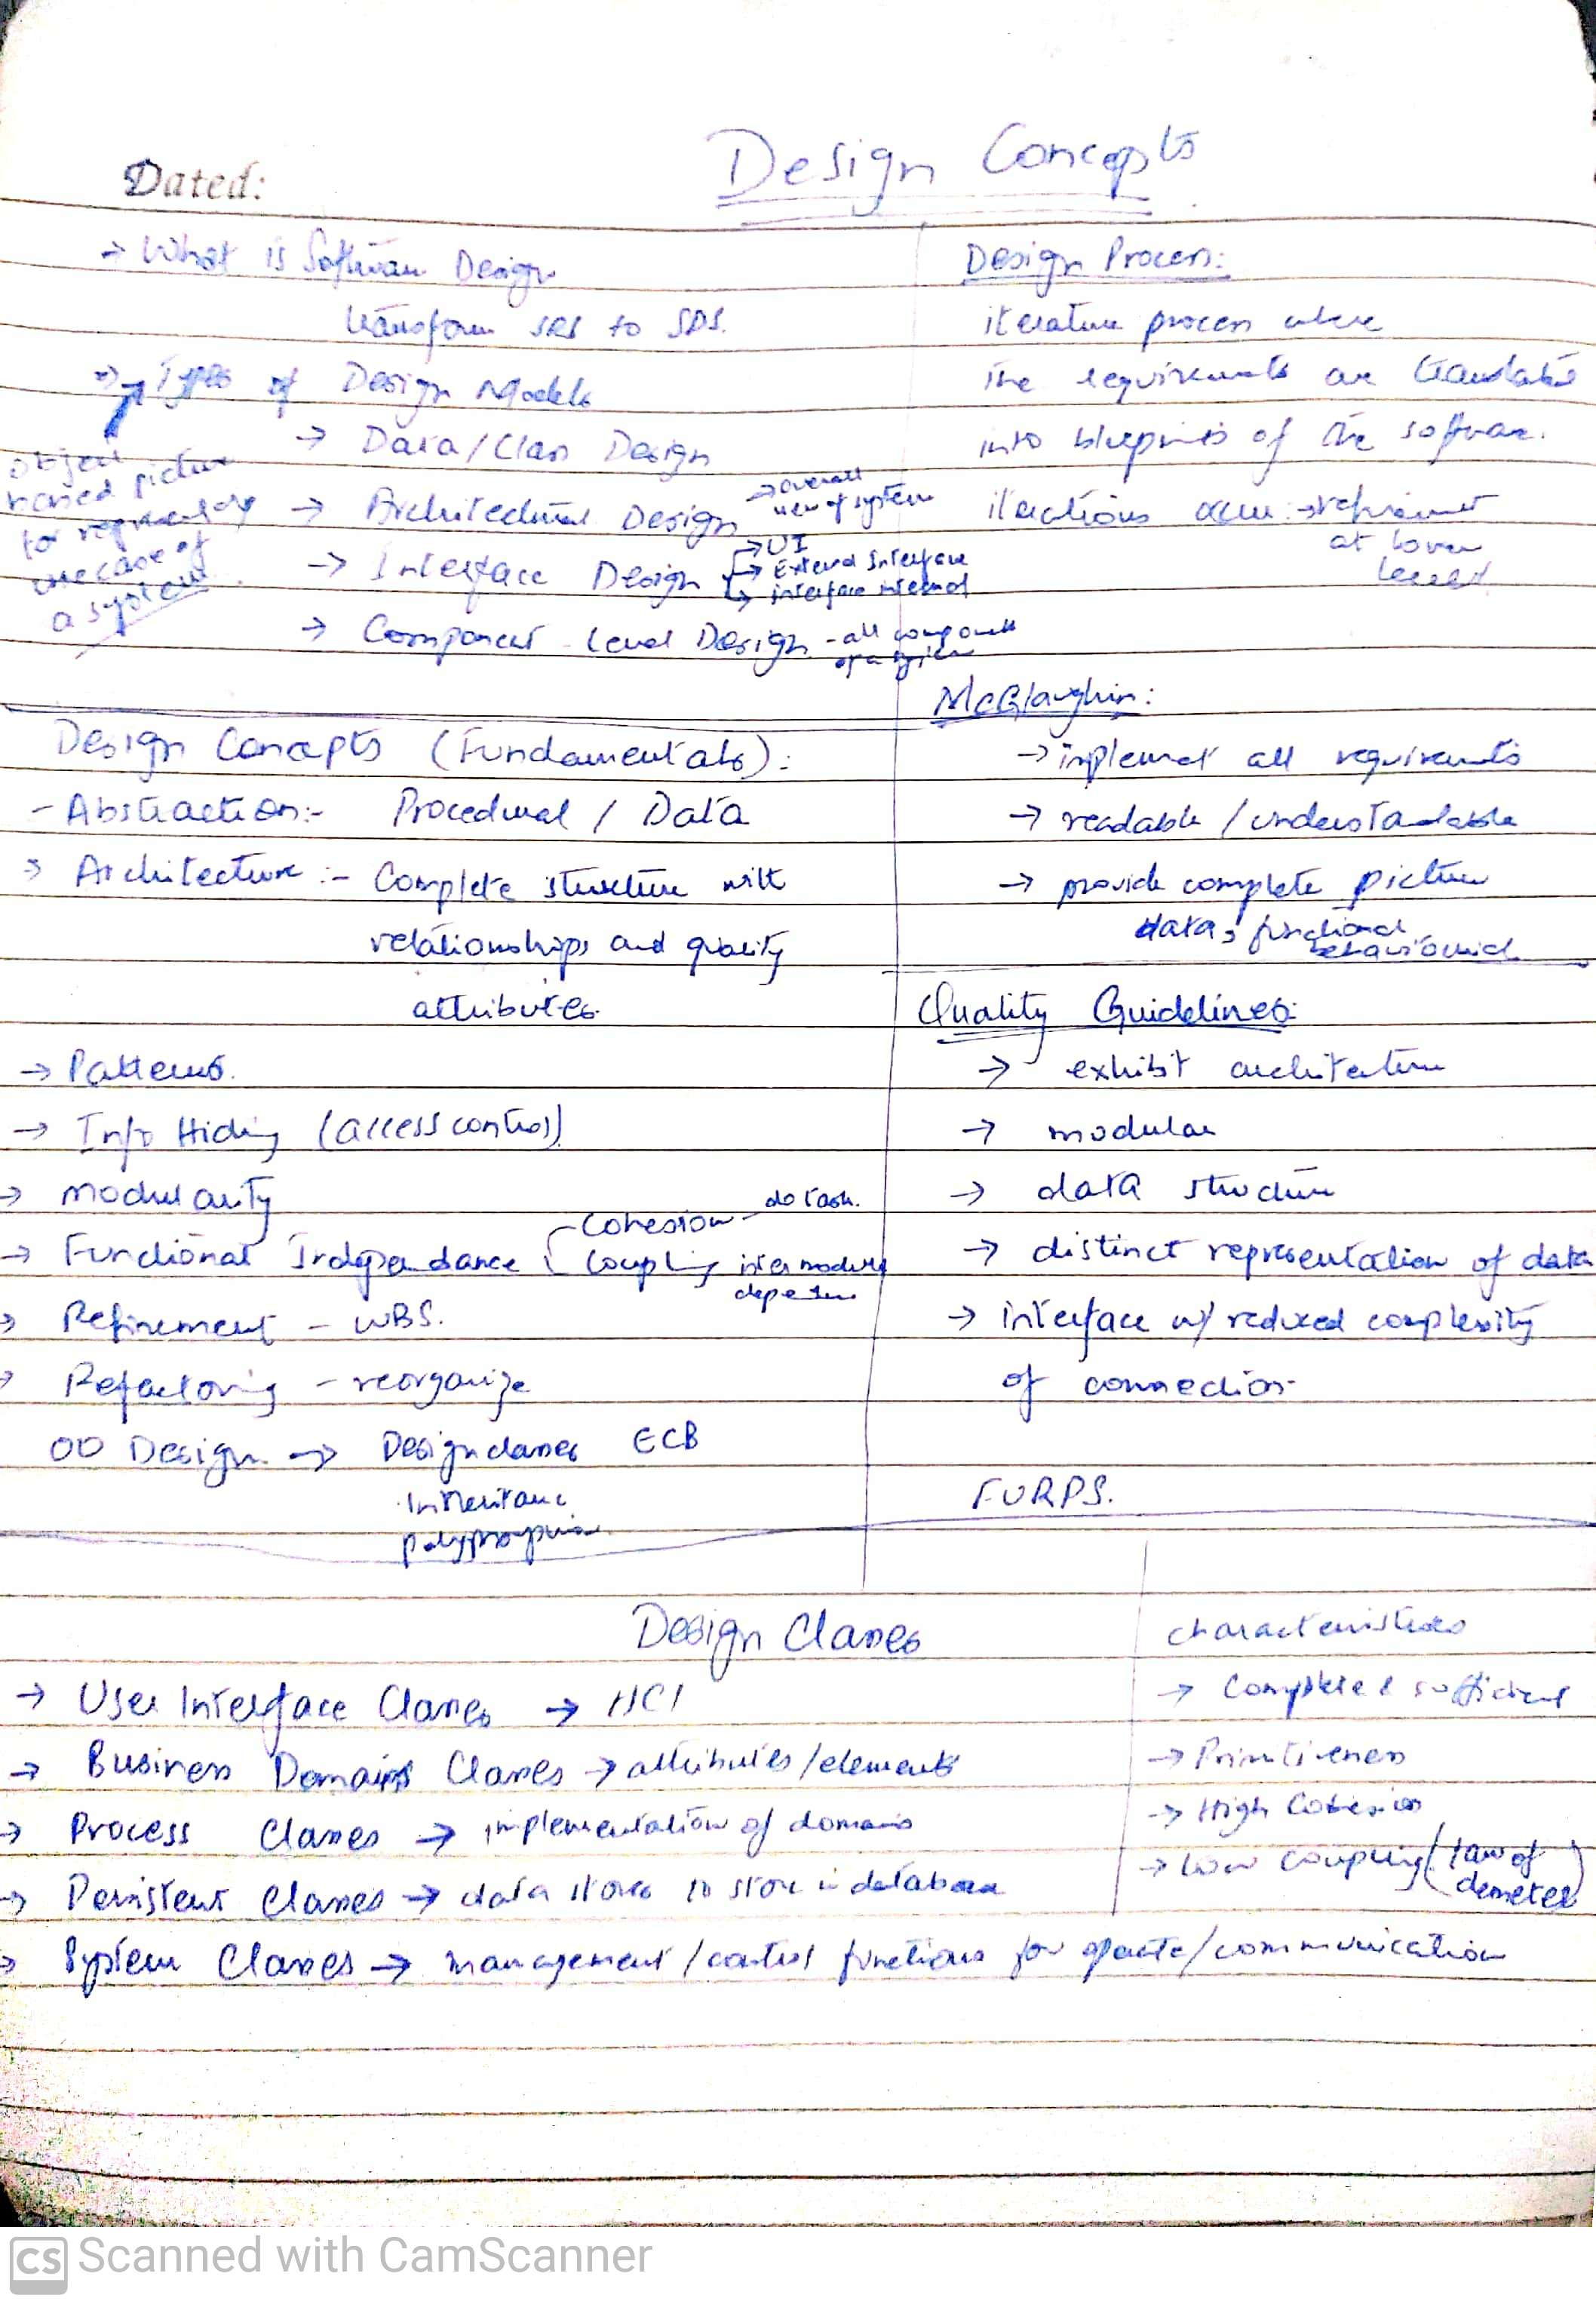 Dated:
Design Concepts
→ What is Software Design
transform SRS to SDS.
→ Types of Design Models
object
based picture
for representing
usecase of
a system
→ Data/Class Design
→ Architectural Design → overall
view of system
→ Interface Design → UI
→ External Interface
→ interface internal
→ Component-Level Design - all components
of a system
Design Process:
iterature process where
the requirements are translated
into blueprints of the software.
iteractions occur → refinement
at lower
level
McGlaughin:
→ implement all requirements
→ readable / understandable
→ provide complete picture
data, functional
behavioural
Design Concepts (Fundamentals):
- Abstraction:- Procedural / Data
→ Architecture :- Complete structure with
relationships and quality
attributes.
→ Patterns.
→ Info Hiding (access control)
→ modularity
→ Functional Independance { Cohesion - do task.
Coupling inter module
depen
→ Refinement - WBS.
→ Refactoring - reorganize
OO Design → Design classes ECB
Inheritance
polymorphism
Quality Guidelines:
→ exhibit architecture
→ modular
→ data structure
→ distinct representation of data
→ interface w/ reduced complexity
of connection
FURPS.
Design Classes
→ User Interface Classes → HCI
→ Business Domain Classes → attributes/elements
→ Process Classes → implementation of domain
→ Persistent Classes → data stores to store in database
→ System Classes → management/control functions for operate/communication
characteristics
→ Complete & sufficient
→ Primitiveness
→ High Cohesion
→ Low coupling (law of
demeter)
CS Scanned with CamScanner